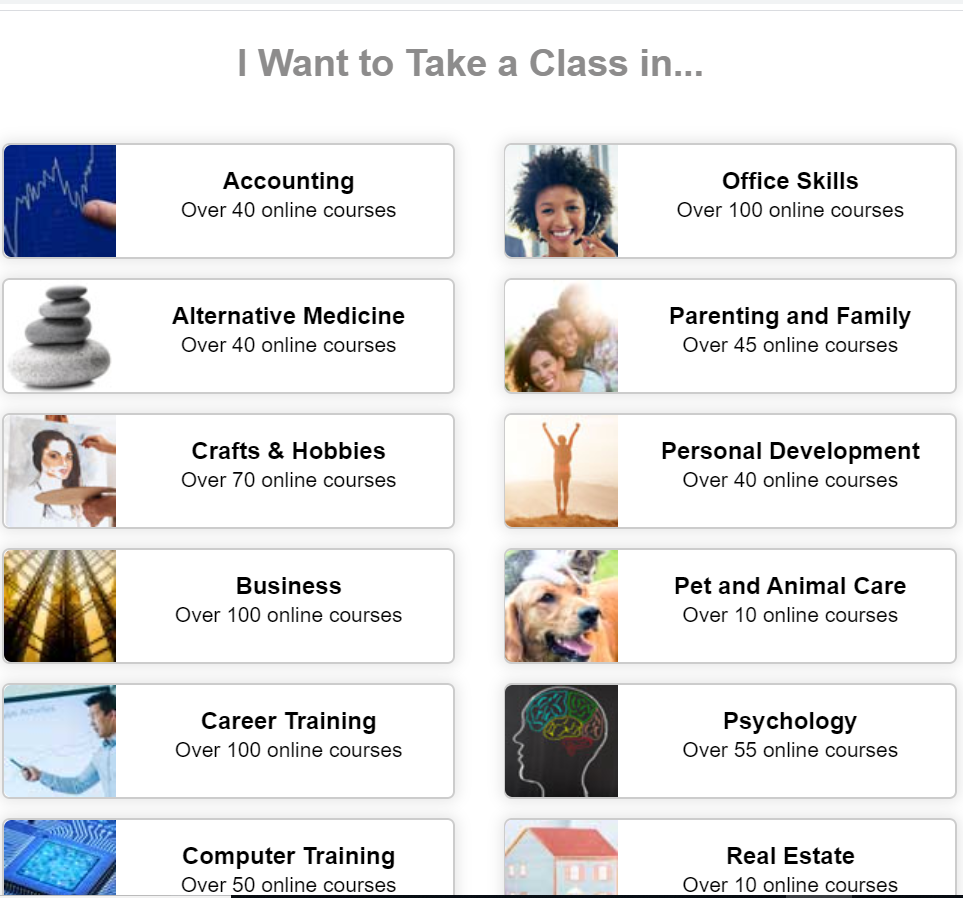 I Want to Take a Class in...
Accounting
Over 40 online courses
Office Skills
Over 100 online courses
Alternative Medicine
Over 40 online courses
Parenting and Family
Over 45 online courses
Crafts & Hobbies
Over 70 online courses
Personal Development
Over 40 online courses
Business
Over 100 online courses
Pet and Animal Care
Over 10 online courses
Career Training
Over 100 online courses
Psychology
Over 55 online courses
Computer Training
Over 50 online courses
Real Estate
Over 10 online courses